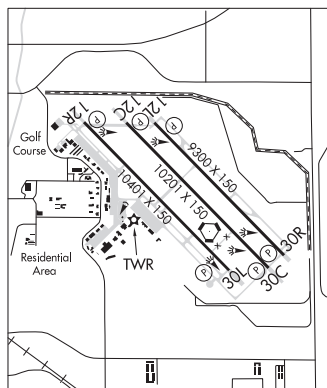 12R
12C
12L
P
P
P
Golf
Course
9300 X 150
10201 X 150
10401 X 150
Residential
Area
TWR
30R
30C
30L
P
P
P